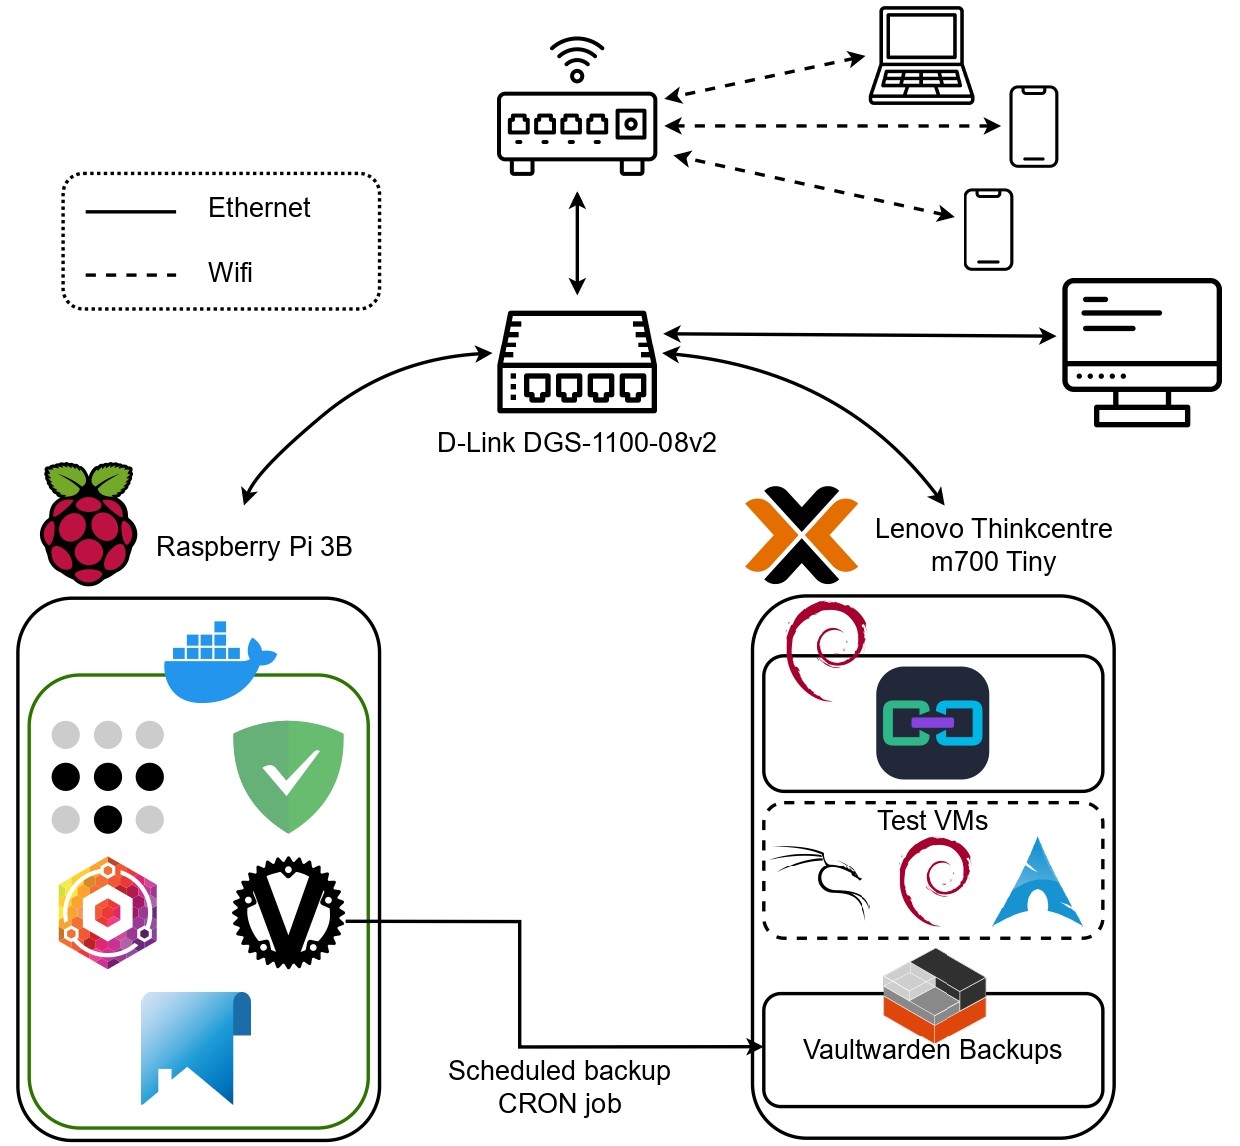 Ethernet
Wifi
D-Link DGS-1100-08v2
Raspberry Pi 3B
Lenovo Thinkcentre
m700 Tiny
Test VMs
Vaultwarden Backups
Scheduled backup
CRON job